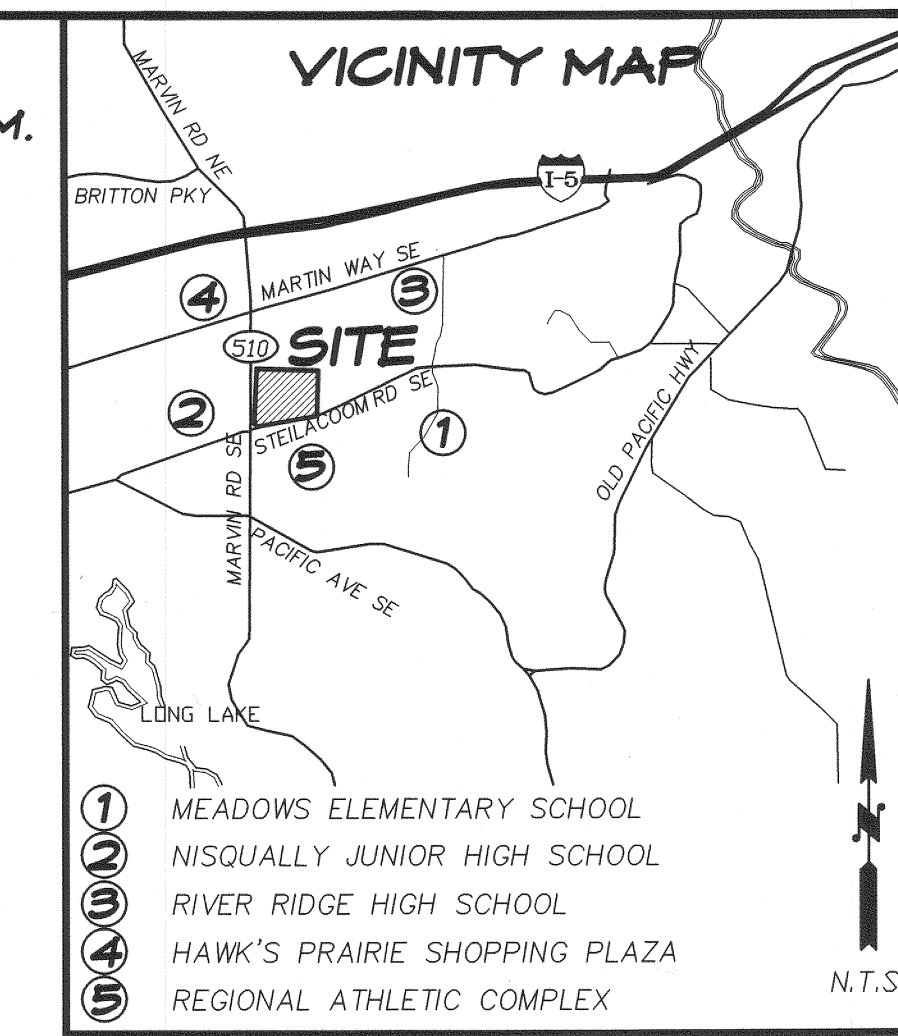 VICINITY MAP
M.
MARVIN RD NE
BRITTON PKY
I-5
MARTIN WAY SE
4
3
510
SITE
2
STEILACOOM RD SE
1
5
OLD PACIFIC HWY
MARVIN RD SE
PACIFIC AVE SE
LONG LAKE
1 MEADOWS ELEMENTARY SCHOOL
2 NISQUALLY JUNIOR HIGH SCHOOL
3 RIVER RIDGE HIGH SCHOOL
4 HAWK'S PRAIRIE SHOPPING PLAZA
5 REGIONAL ATHLETIC COMPLEX
N
N.T.S